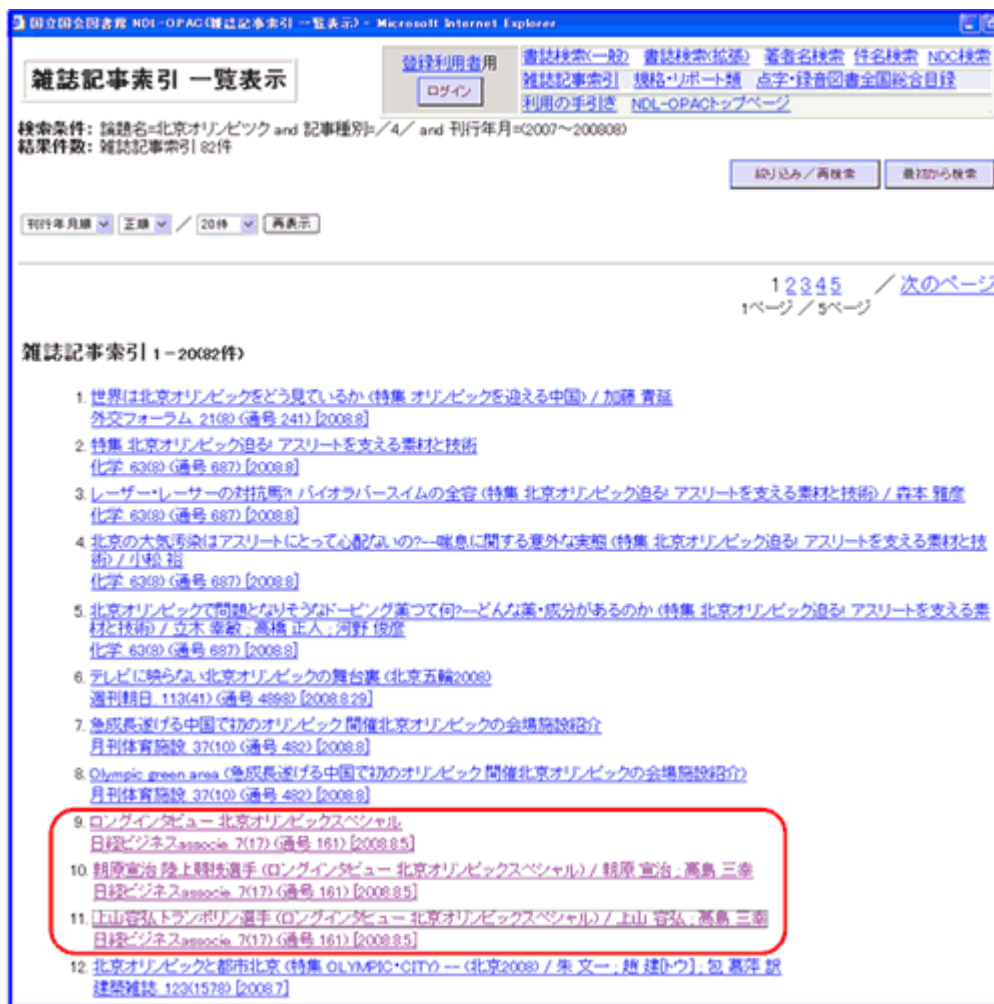 国立国会図書館 NDL-OPAC(雑誌記事索引 一覧表示) - Microsoft Internet Explorer
雑誌記事索引 一覧表示
登録利用者用
ログイン
書誌検索(一般) 書誌検索(拡張) 著者名検索 件名検索 NDC検索
雑誌記事索引 規格・リポート類 点字・録音図書全国総合目録
利用の手引き NDL-OPACトップページ
検索条件: 論題名=北京オリンピツク and 記事種別=/4/ and 刊行年月=(2007～200808)
結果件数: 雑誌記事索引 82件
絞り込み/再検索 最初から検索
刊行年月順 正順 / 20件 再表示
1 2 3 4 5 / 次のページ
1ページ / 5ページ
雑誌記事索引 1-20(82件)
1. 世界は北京オリンピックをどう見ているか (特集 オリンピックを迎える中国) / 加藤 青延
外交フォーラム. 21(8) (通号 241) [2008.8]
2. 特集 北京オリンピック迫る! アスリートを支える素材と技術
化学. 63(8) (通号 687) [2008.8]
3. レーザー・レーサーの対抗馬?! バイオラバースイムの全容 (特集 北京オリンピック迫る! アスリートを支える素材と技術) / 森本 雅彦
化学. 63(8) (通号 687) [2008.8]
4. 北京の大気汚染はアスリートにとって心配ないの?--喘息に関する意外な実態 (特集 北京オリンピック迫る! アスリートを支える素材と技
術) / 小松 裕
化学. 63(8) (通号 687) [2008.8]
5. 北京オリンピックで問題となりそうなドーピング薬って何?--どんな薬・成分があるのか (特集 北京オリンピック迫る! アスリートを支える素
材と技術) / 立木 幸敏 ; 高橋 正人 ; 河野 俊彦
化学. 63(8) (通号 687) [2008.8]
6. テレビに映らない北京オリンピックの舞台裏 (北京五輪2008)
週刊朝日. 113(41) (通号 4898) [2008.8.29]
7. 急成長遂げる中国で初のオリンピック 開催北京オリンピックの会場施設紹介
月刊体育施設. 37(10) (通号 482) [2008.8]
8. Olympic green area (急成長遂げる中国で初のオリンピック 開催北京オリンピックの会場施設紹介)
月刊体育施設. 37(10) (通号 482) [2008.8]
9. ロングインタビュー 北京オリンピックスペシャル
日経ビジネスassocie. 7(17) (通号 161) [2008.8.5]
10. 朝原宣治 陸上競技選手 (ロングインタビュー 北京オリンピックスペシャル) / 朝原 宣治 ; 高島 三幸
日経ビジネスassocie. 7(17) (通号 161) [2008.8.5]
11. 上山容弘 トランポリン選手 (ロングインタビュー 北京オリンピックスペシャル) / 上山 容弘 ; 高島 三幸
日経ビジネスassocie. 7(17) (通号 161) [2008.8.5]
12. 北京オリンピックと都市北京 (特集 OLYMPIC・CITY) -- (北京2008) / 朱 文一 ; 趙 建[トウ] ; 包 慕萍 訳
建築雑誌. 123(1578) [2008.7]